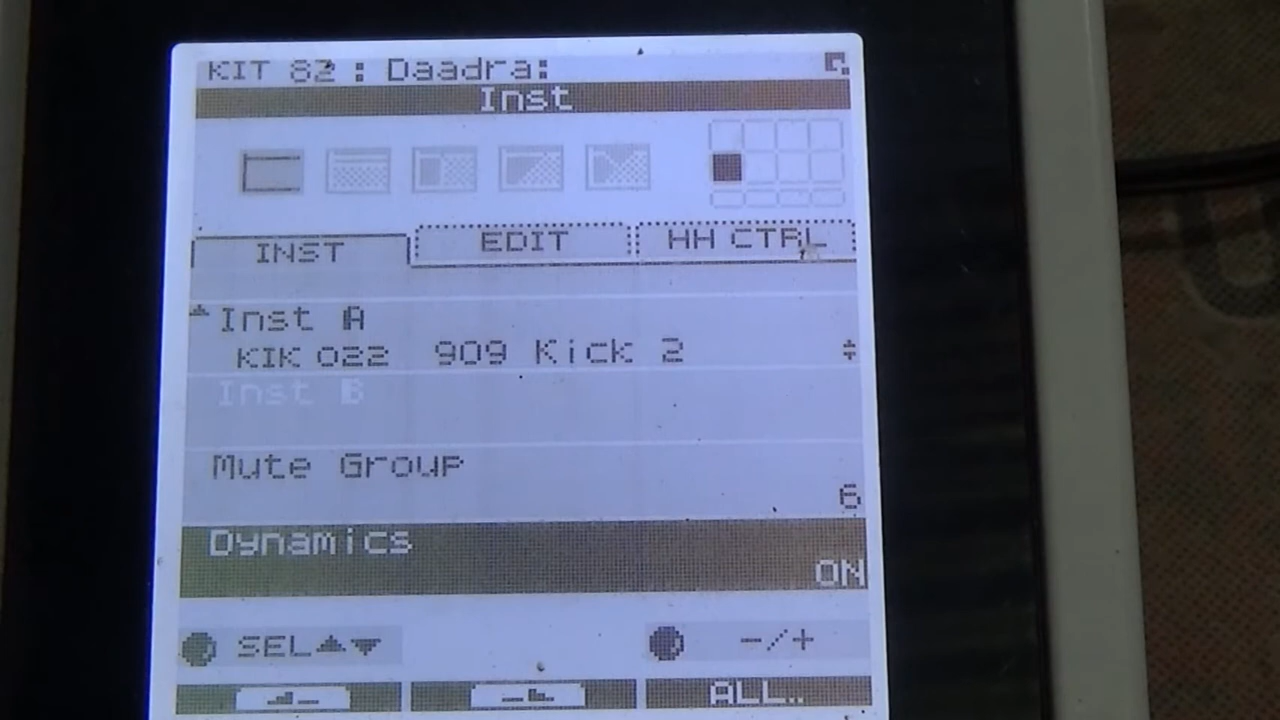 KIT 82 : Daadra:
Inst
INST EDIT HH CTRL
Inst A
KIK 022 909 Kick 2
Inst B
Mute Group
6
Dynamics
ON
SEL▲▼ -/+
ALL..